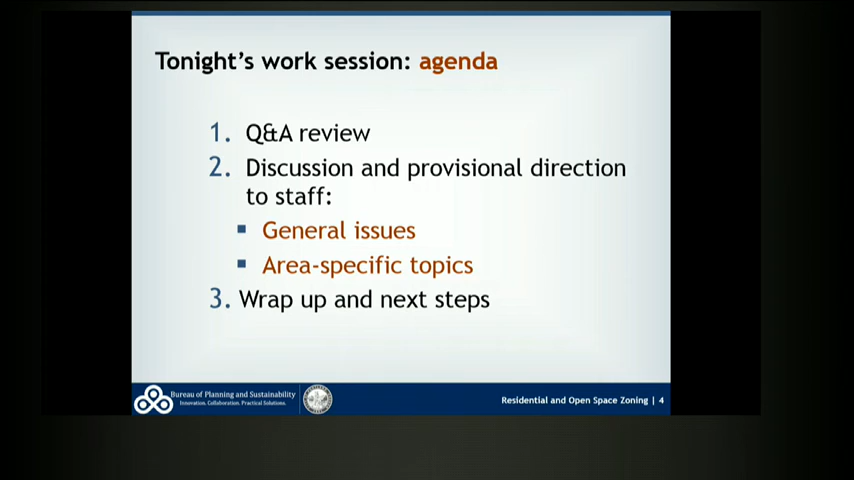 Tonight's work session: agenda
1. Q&A review
2. Discussion and provisional direction
to staff:
General issues
Area-specific topics
3. Wrap up and next steps
Bureau of Planning and Sustainability
Innovation. Collaboration. Practical Solutions.
Residential and Open Space Zoning | 4